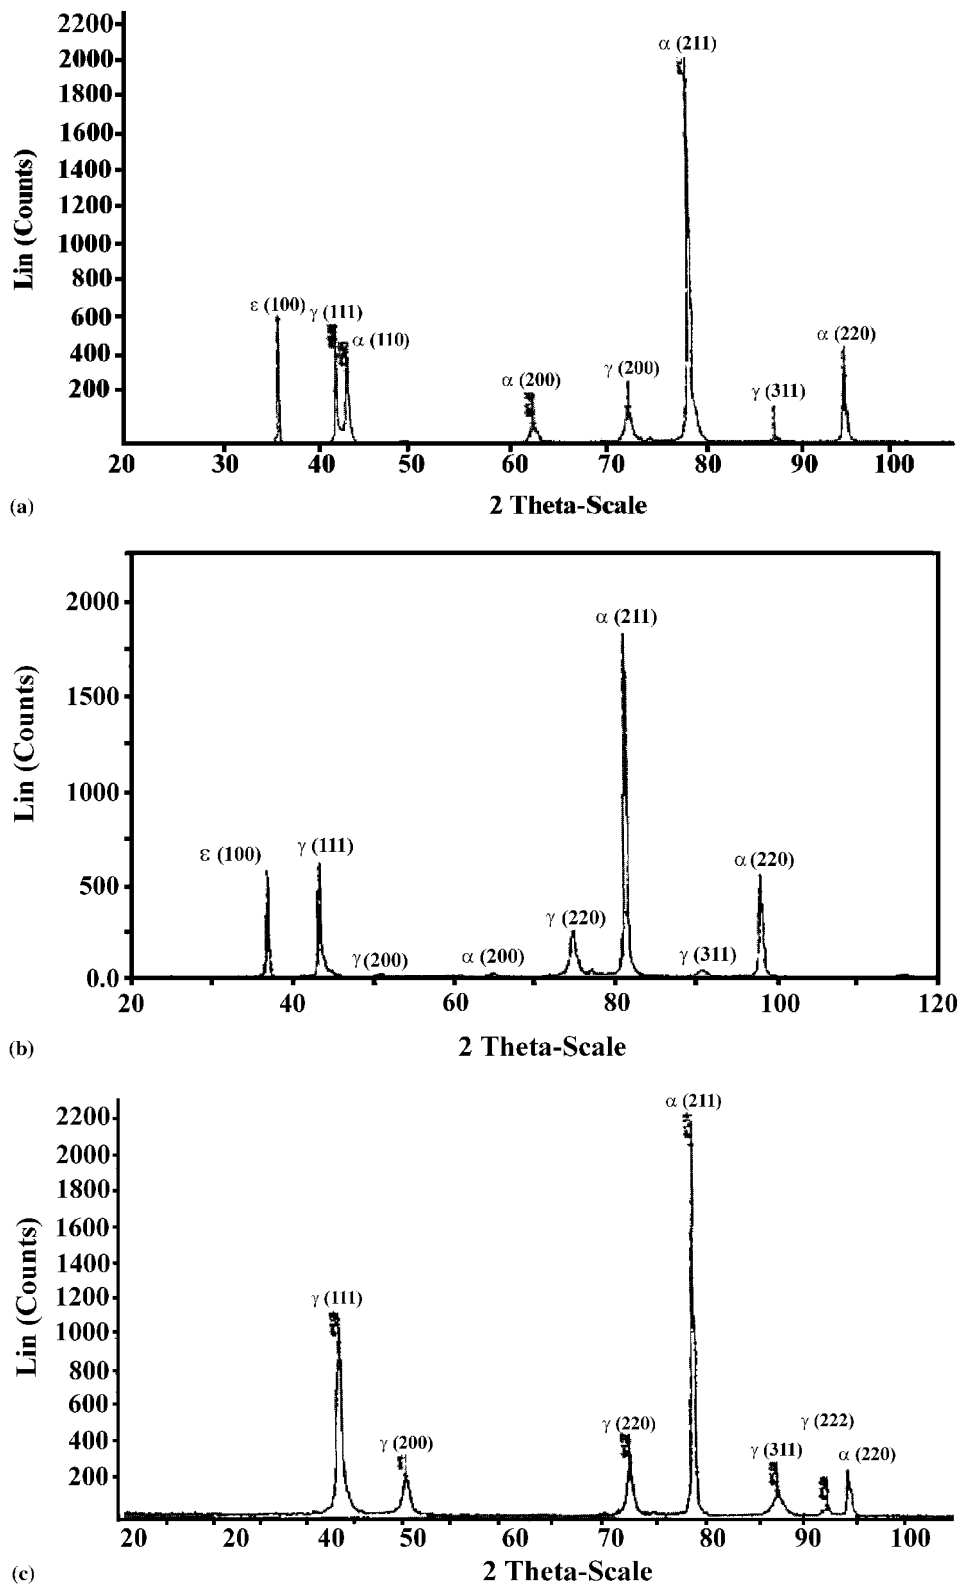 2200
2000
1800
1600
1400
1200
1000
800
600
400
200
Lin (Counts)
ε (100)
γ (111)
α (110)
α (200)
γ (200)
α (211)
γ (311)
α (220)
20 30 40 50 60 70 80 90 100
(a)
2 Theta-Scale
2000
1500
1000
500
0.0
Lin (Counts)
ε (100)
γ (111)
γ (200)
α (200)
γ (220)
α (211)
γ (311)
α (220)
20 40 60 80 100 120
(b)
2 Theta-Scale
2200
2000
1800
1600
1400
1200
1000
800
600
400
200
Lin (Counts)
γ (111)
γ (200)
γ (220)
α (211)
γ (311)
γ (222)
α (220)
20 20 40 50 60 70 80 90 100
(c)
2 Theta-Scale